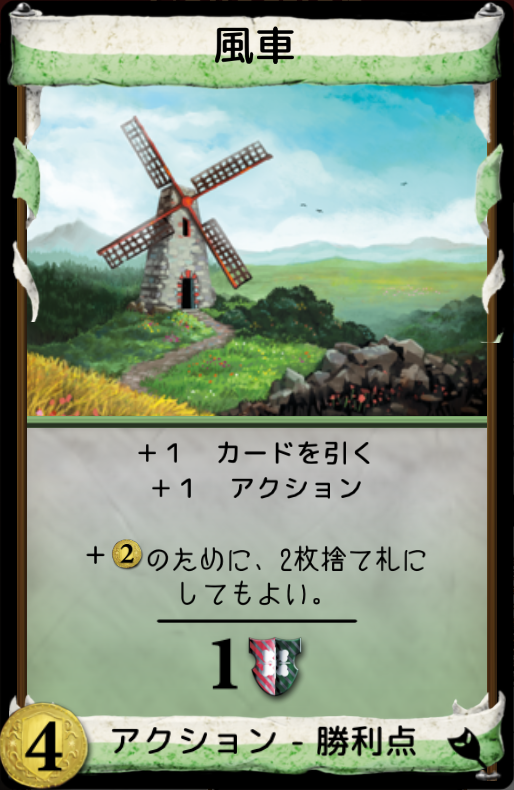 風車
+1 カードを引く
+1 アクション
+2のために、2枚捨て札に
してもよい。
1
4 アクション - 勝利点